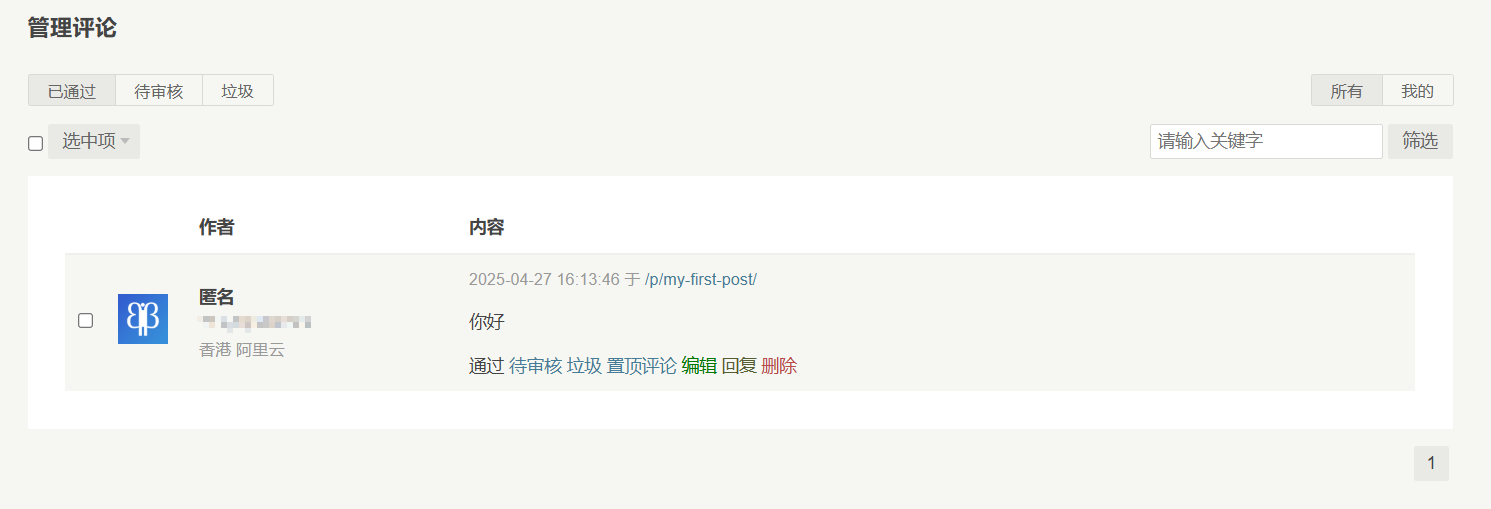 管理评论
已通过 待审核 垃圾 所有 我的
选中项 请输入关键字 筛选
作者 内容
匿名
香港 阿里云
2025-04-27 16:13:46 于 /p/my-first-post/
你好
通过 待审核 垃圾 置顶评论 编辑 回复 删除
1